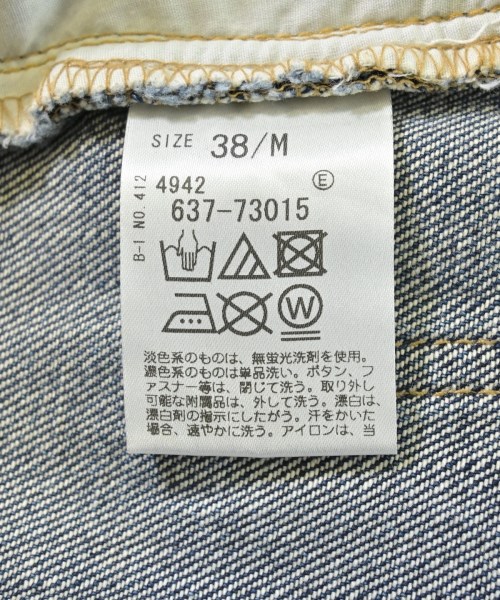 SIZE 38/M
B-I NO.412
4942 E
637-73015
W
淡色系のものは、無蛍光洗剤を使用。
濃色系のものは単品洗い。ボタン、フ
ァスナー等は、閉じて洗う。取り外し
可能な附属品は、外して洗う。漂白は、
漂白剤の指示にしたがう。汗をかいた
場合、速やかに洗う。アイロンは、当